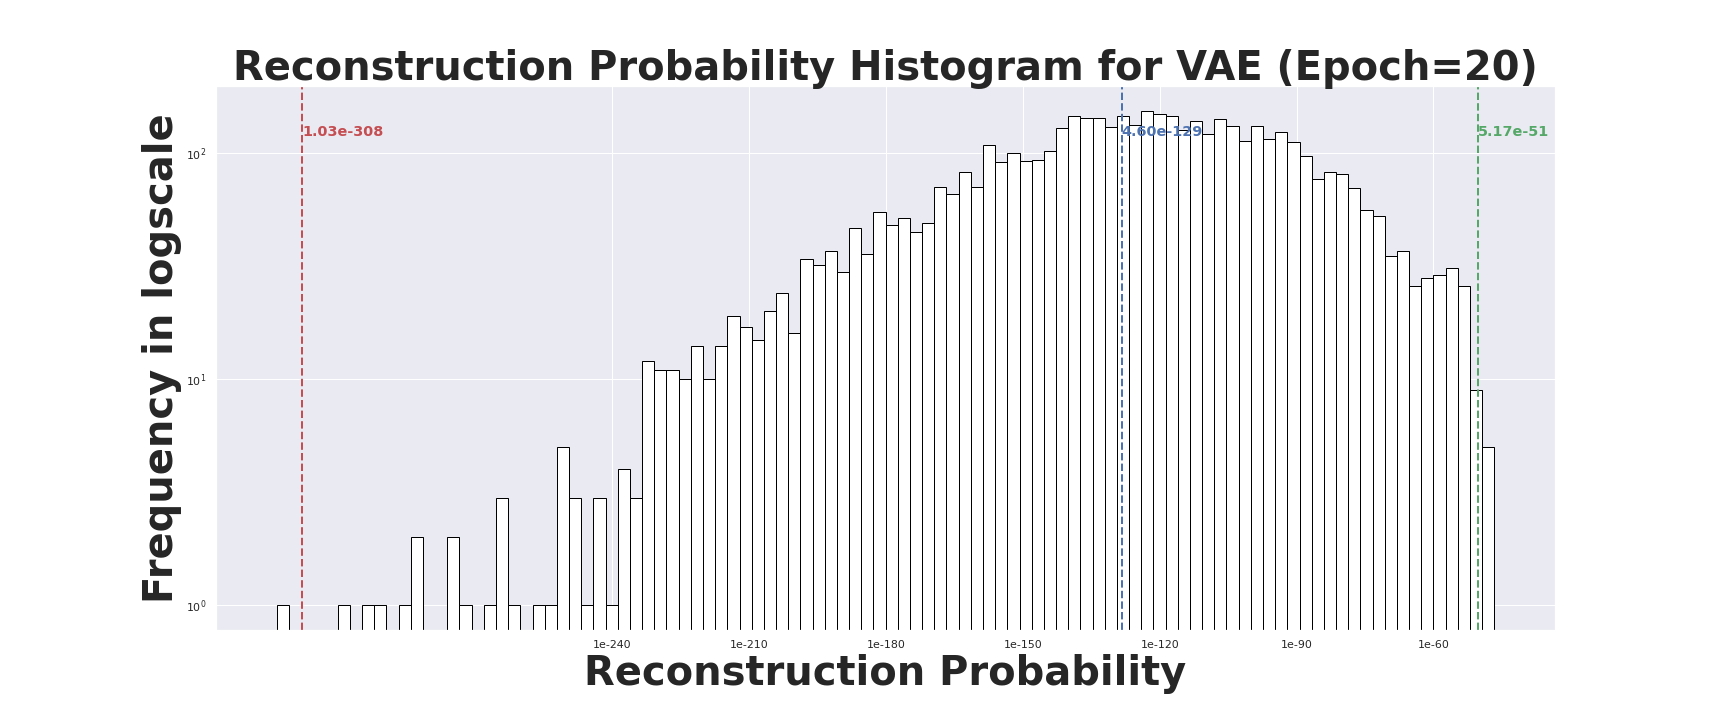 Reconstruction Probability Histogram for VAE (Epoch=20)
1.03e-308
4.60e-129
5.17e-51
Frequency in logscale
10²
10¹
10⁰
1e-240
1e-210
1e-180
1e-150
1e-120
1e-90
1e-60
Reconstruction Probability